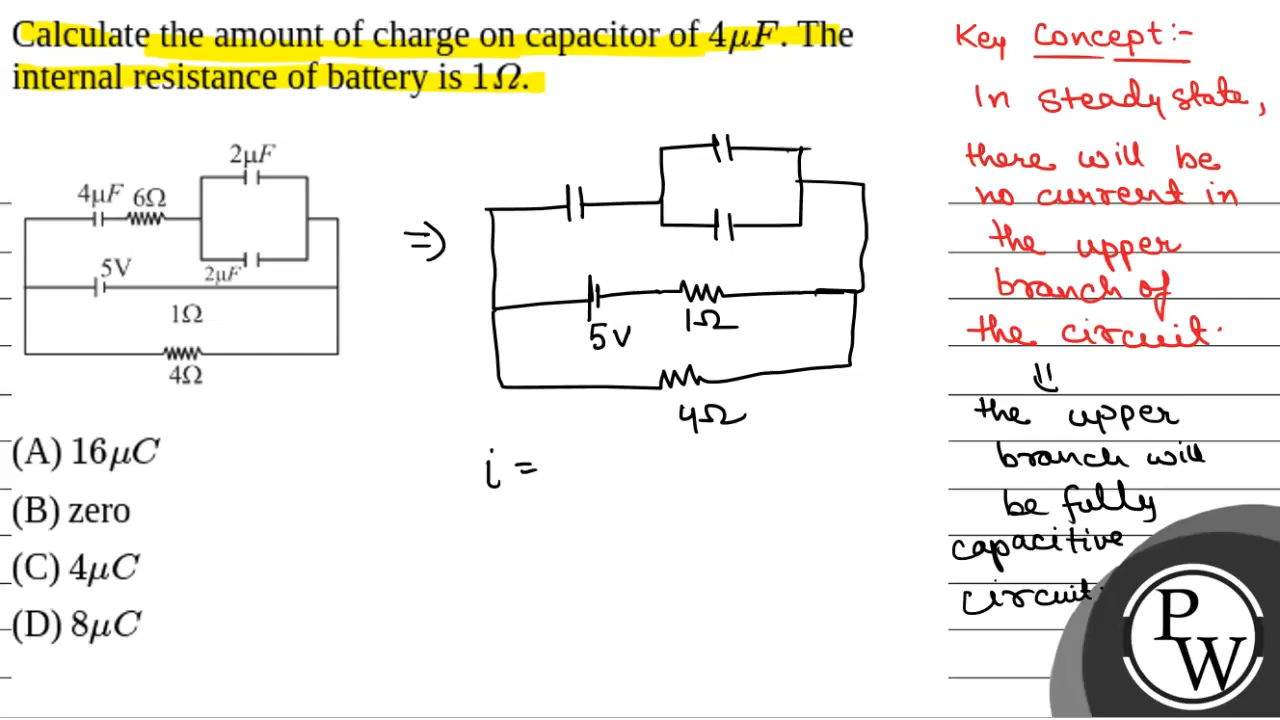 Calculate the amount of charge on capacitor of 4μF. The
internal resistance of battery is 1Ω.
2μF
4μF 6Ω
2μF
5V
1Ω
4Ω
(A) 16μC
(B) zero
(C) 4μC
(D) 8μC
⇒
5V
1Ω
4Ω
i =
Key Concept:-
In steady state,
there will be
no current in
the upper
branch of
the circuit.
⇓
the upper
branch will
be fully
capacitive
circuit.
P
W